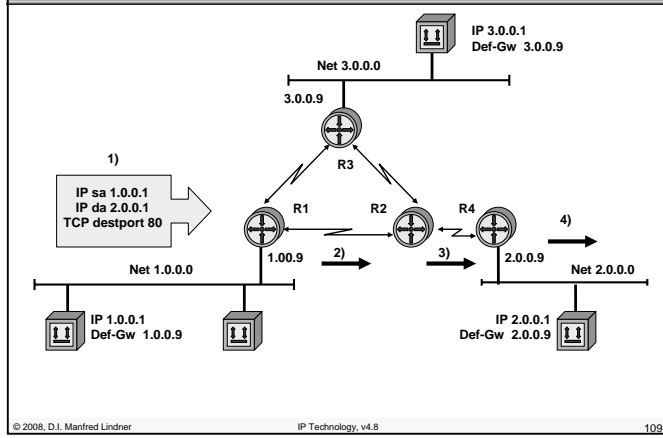 IP 3.0.0.1
Def-Gw 3.0.0.9
Net 3.0.0.0
3.0.0.9
R3
1)
IP sa 1.0.0.1
IP da 2.0.0.1
TCP destport 80
R1
R2
R4
4)
1.00.9
2)
3)
2.0.0.9
Net 1.0.0.0
Net 2.0.0.0
IP 1.0.0.1
Def-Gw 1.0.0.9
IP 2.0.0.1
Def-Gw 2.0.0.9
© 2008, D.I. Manfred Lindner
IP Technology, v4.8
109